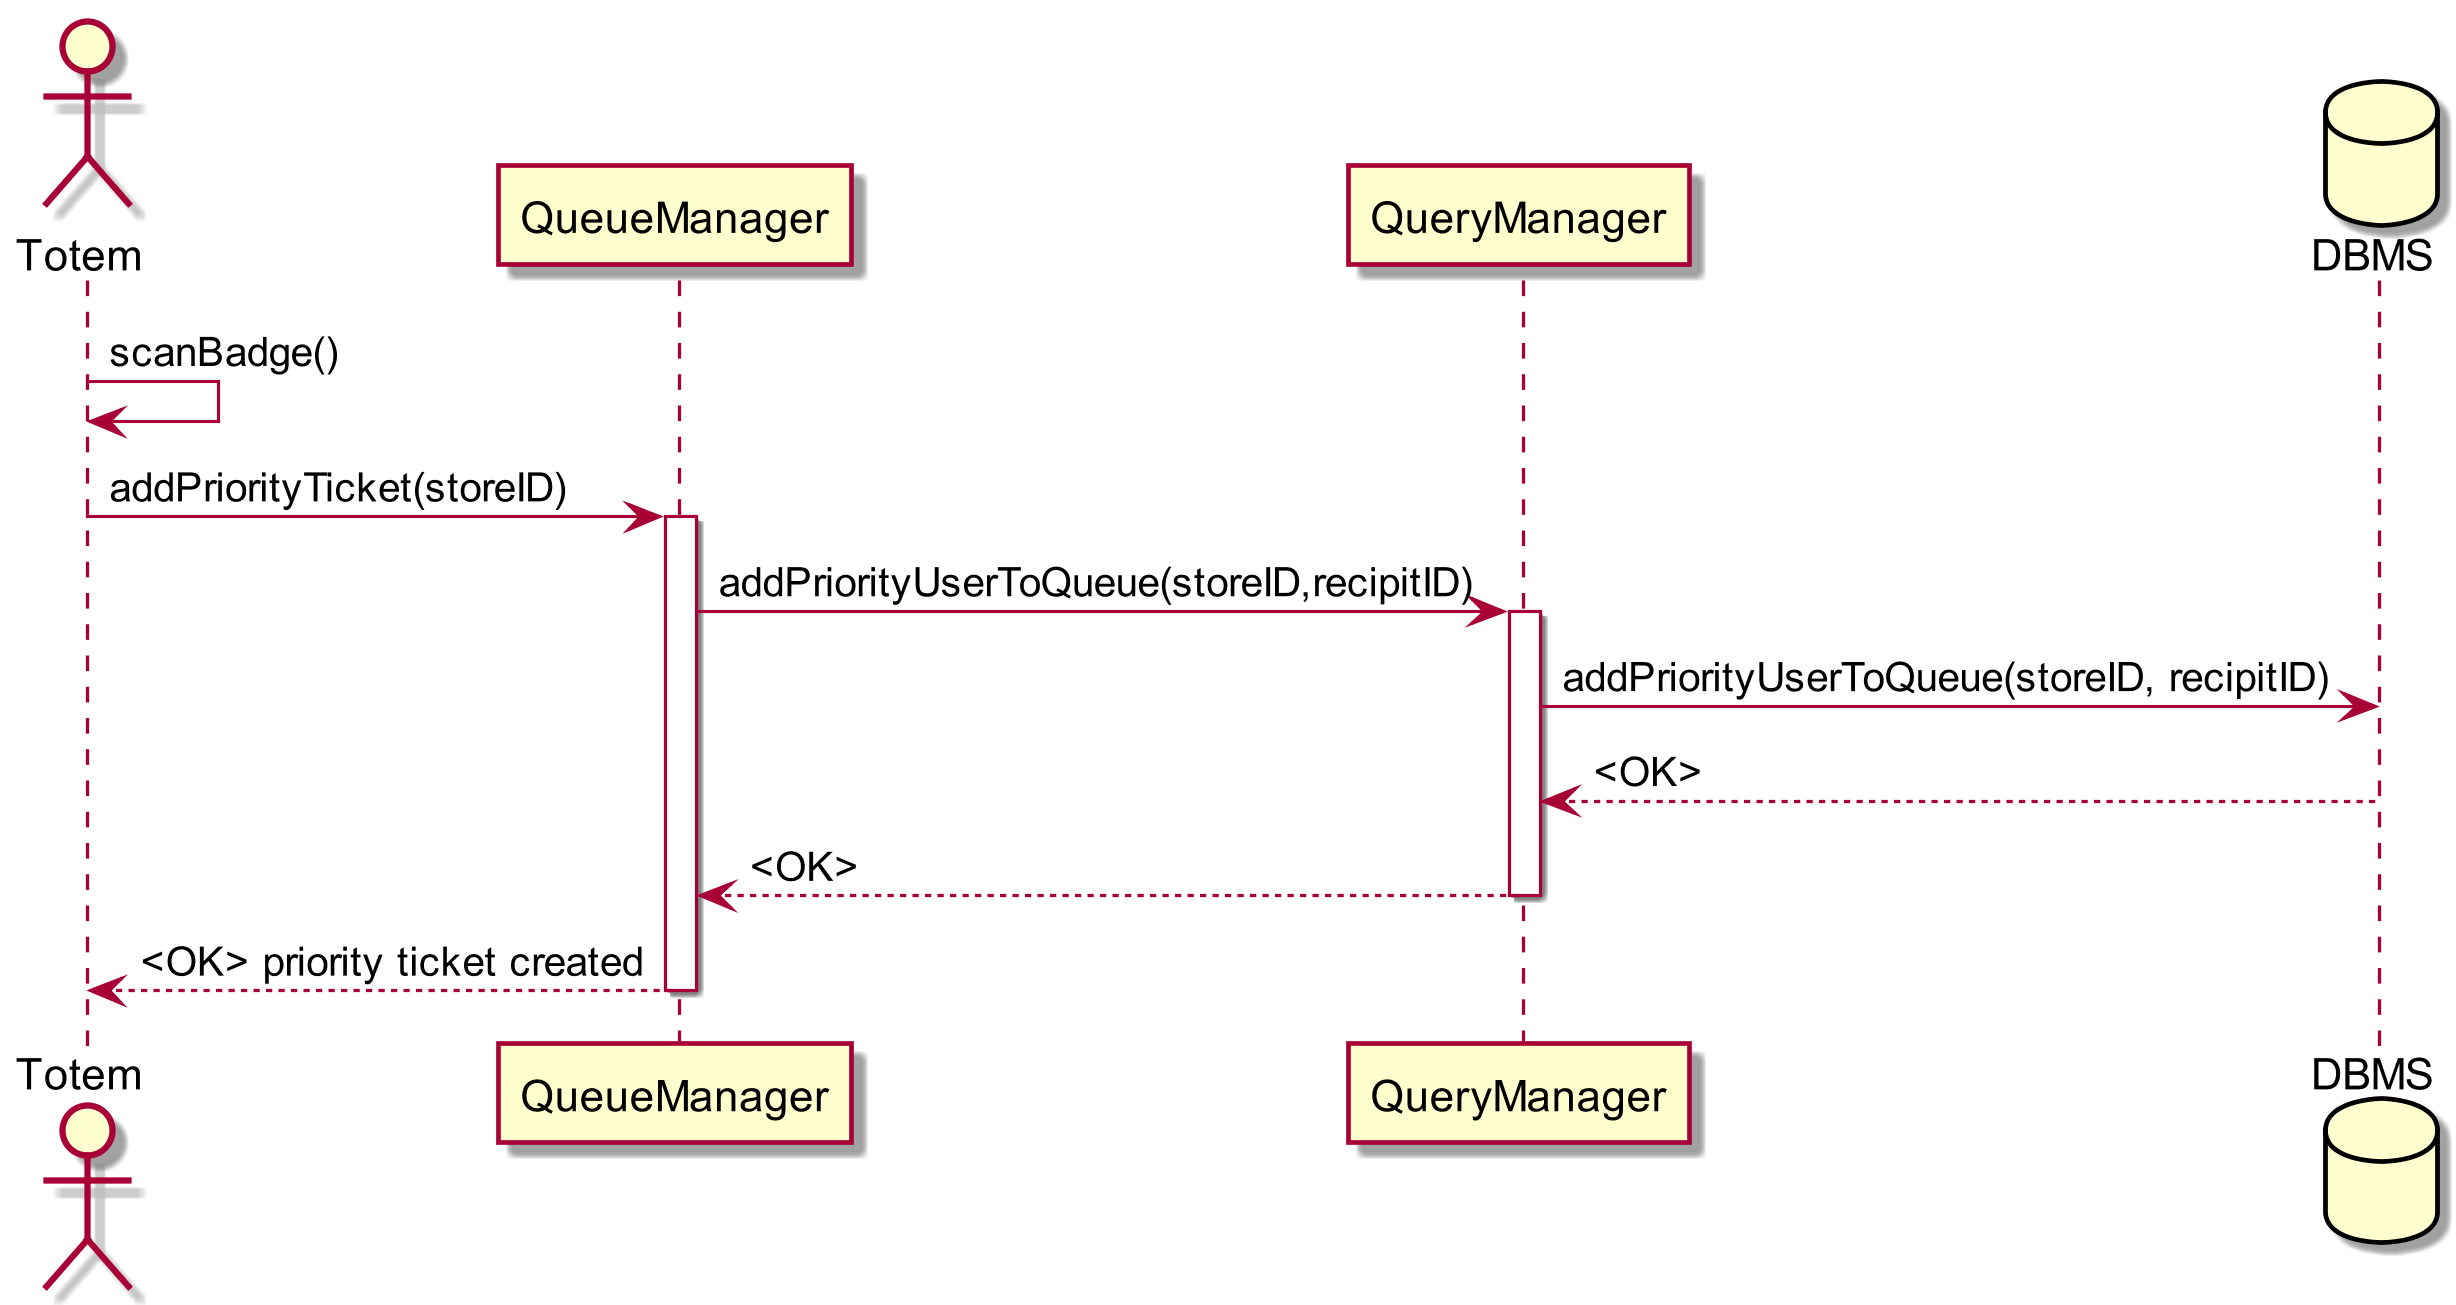 Totem
QueueManager
QueryManager
DBMS
scanBadge()
addPriorityTicket(storeID)
addPriorityUserToQueue(storeID,recipitID)
addPriorityUserToQueue(storeID, recipitID)
<OK>
<OK>
<OK> priority ticket created
Totem
QueueManager
QueryManager
DBMS